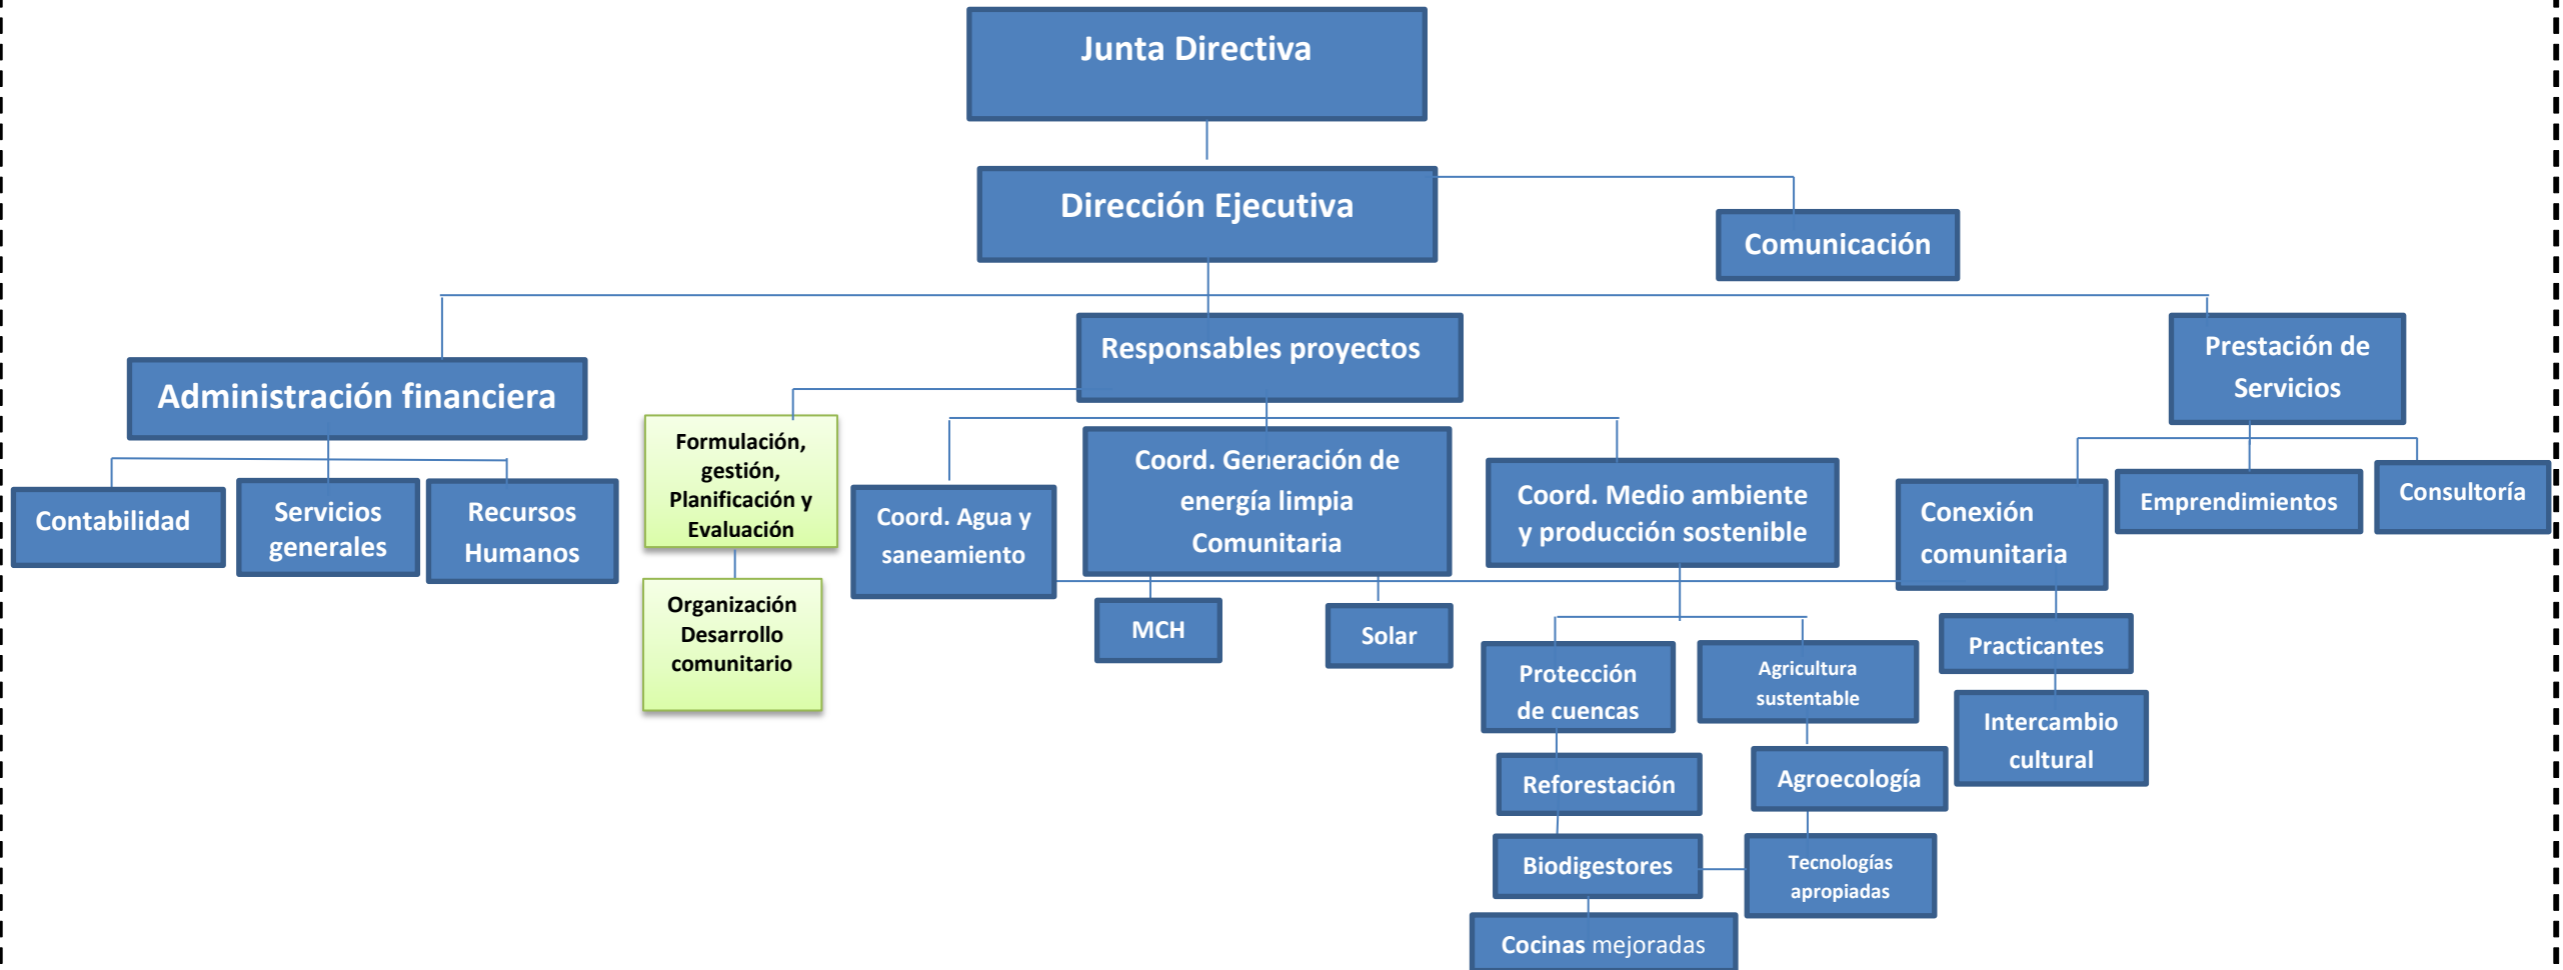 Junta Directiva
Dirección Ejecutiva
Comunicación
Responsables proyectos
Prestación de
Servicios
Administración financiera
Formulación,
gestión,
Planificación y
Evaluación
Coord. Generación de
energía limpia
Comunitaria
Coord. Medio ambiente
y producción sostenible
Contabilidad
Servicios
generales
Recursos
Humanos
Coord. Agua y
saneamiento
Conexión
comunitaria
Emprendimientos
Consultoría
Organización
Desarrollo
comunitario
MCH
Solar
Protección
de cuencas
Agricultura
sustentable
Practicantes
Intercambio
cultural
Reforestación
Agroecología
Biodigestores
Tecnologías
apropiadas
Cocinas mejoradas